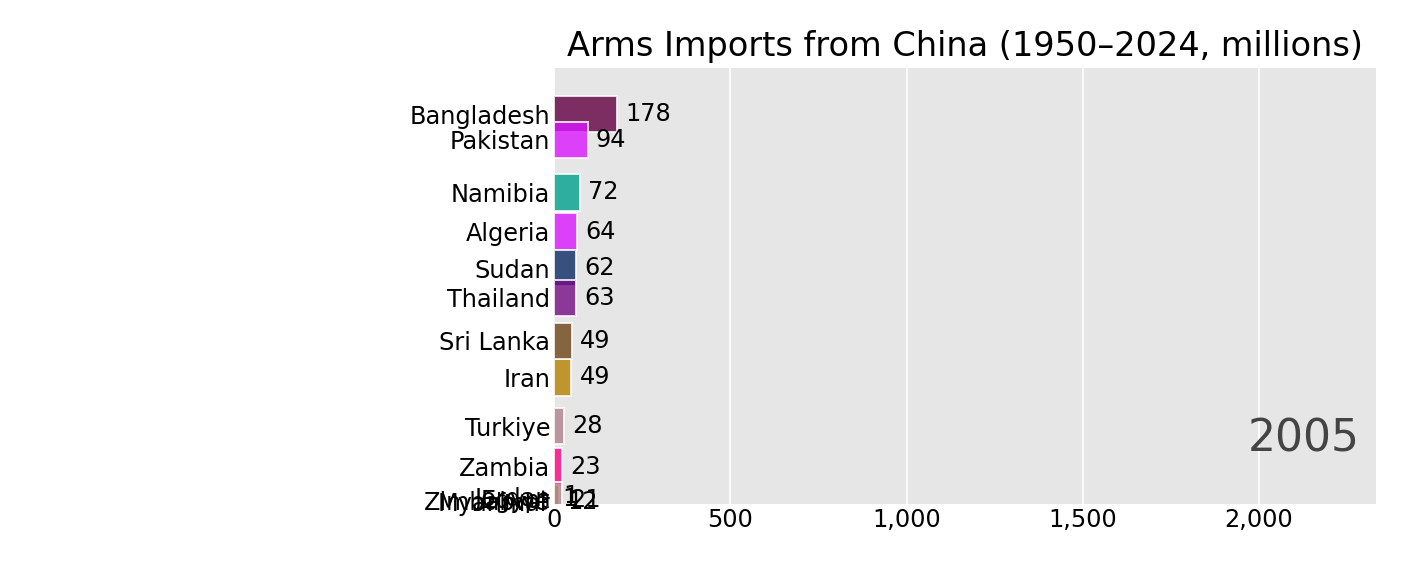 Arms Imports from China (1950–2024, millions)
Bangladesh 178
Pakistan 94
Namibia 72
Algeria 64
Sudan 62
Thailand 63
Sri Lanka 49
Iran 49
Turkiye 28
2005
Zambia 23
0 500 1,000 1,500 2,000